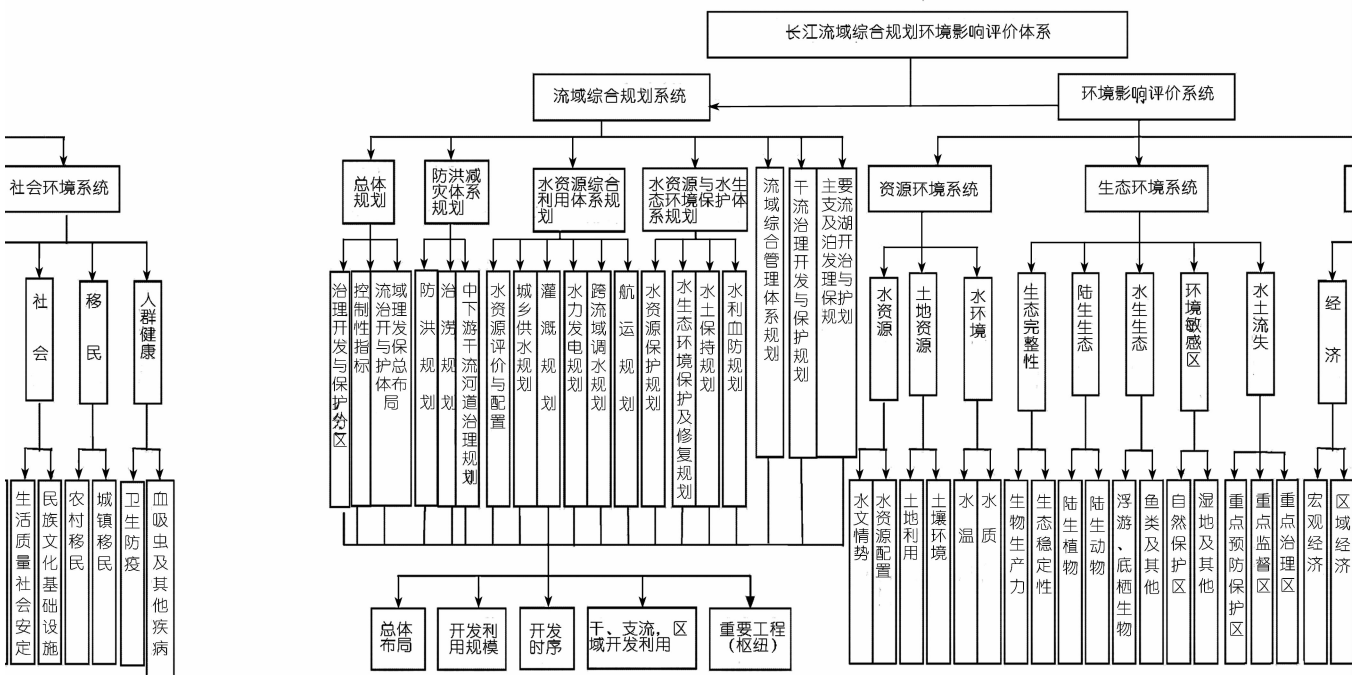 长江流域综合规划环境影响评价体系
流域综合规划系统
环境影响评价系统
社会环境系统
总体
规划
防洪减
灾体系
规划
水资源综合
利用体系规
划
水资源与水生
态环境保护体
系规划
流域综合管理体系规划
干流治理开发与保护规划
主支及泊发理保规
要流湖开治与护划
资源环境系统
生态环境系统
社会
移民
人群健康
治理开发与保护分区
控制性指标
流治开与护体局
域理发保总布
防洪规划
治涝规划
中下游干流河道治理规划
水资源评价与配置
城乡供水规划
灌溉规划
水力发电规划
跨流域调水规划
航运规划
水资源保护规划
水生态环境保护及修复规划
水土保持规划
水利血防规划
水资源
土地资源
水环境
生态完整性
陆生生态
水生生态
环境敏感区
水土流失
经济
生活质量社会安定
民族文化基础设施
农村移民
城镇移民
卫生防疫
血吸虫及其他疾病
水文情势
水资源配置
土地利用
土壤环境
水温
水质
生物生产力
生态稳定性
陆生植物
陆生动物
浮游、底栖生物
鱼类及其他
自然保护区
湿地及其他
重点预防保护区
重点监督区
重点治理区
宏观经济
区域经济
总体
布局
开发利
用规模
开发
时序
干、支流，区
域开发利用
重要工程
(枢纽)